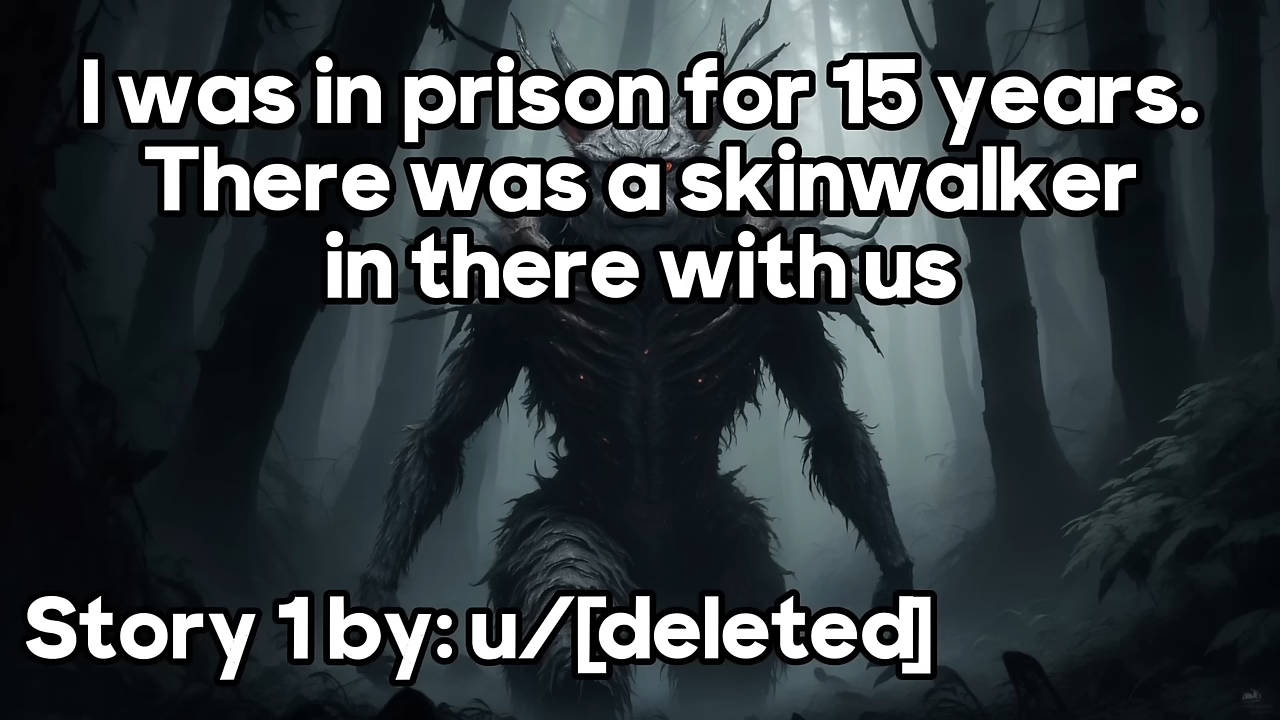 I was in prison for 15 years.
There was a skinwalker
in there with us
Story 1 by: u/[deleted]